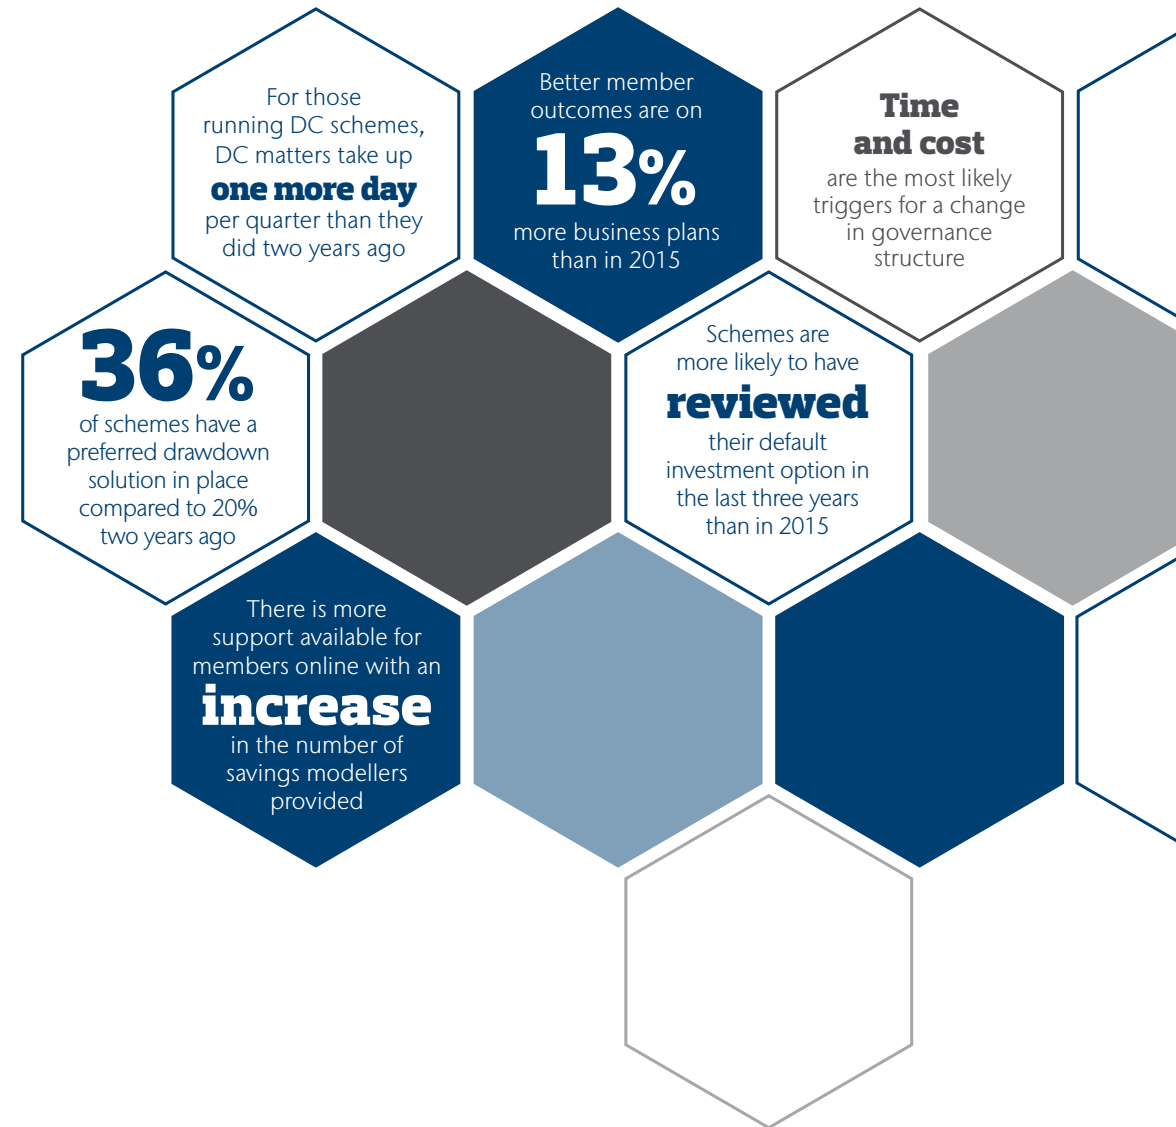 For those
running DC schemes,
DC matters take up
one more day
per quarter than they
did two years ago
Better member
outcomes are on
13%
more business plans
than in 2015
Time
and cost
are the most likely
triggers for a change
in governance
structure
36%
of schemes have a
preferred drawdown
solution in place
compared to 20%
two years ago
Schemes are
more likely to have
reviewed
their default
investment option in
the last three years
than in 2015
There is more
support available for
members online with an
increase
in the number of
savings modellers
provided